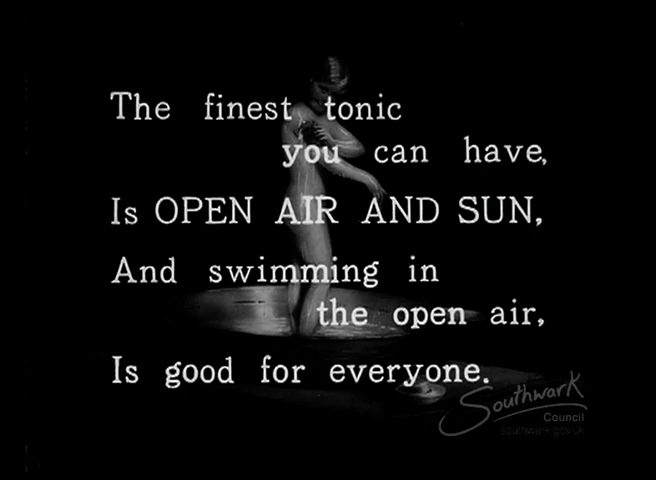 The finest tonic
you can have,
Is OPEN AIR AND SUN,
And swimming in
the open air,
Is good for everyone.
Southwark
Council
southwark.gov.uk